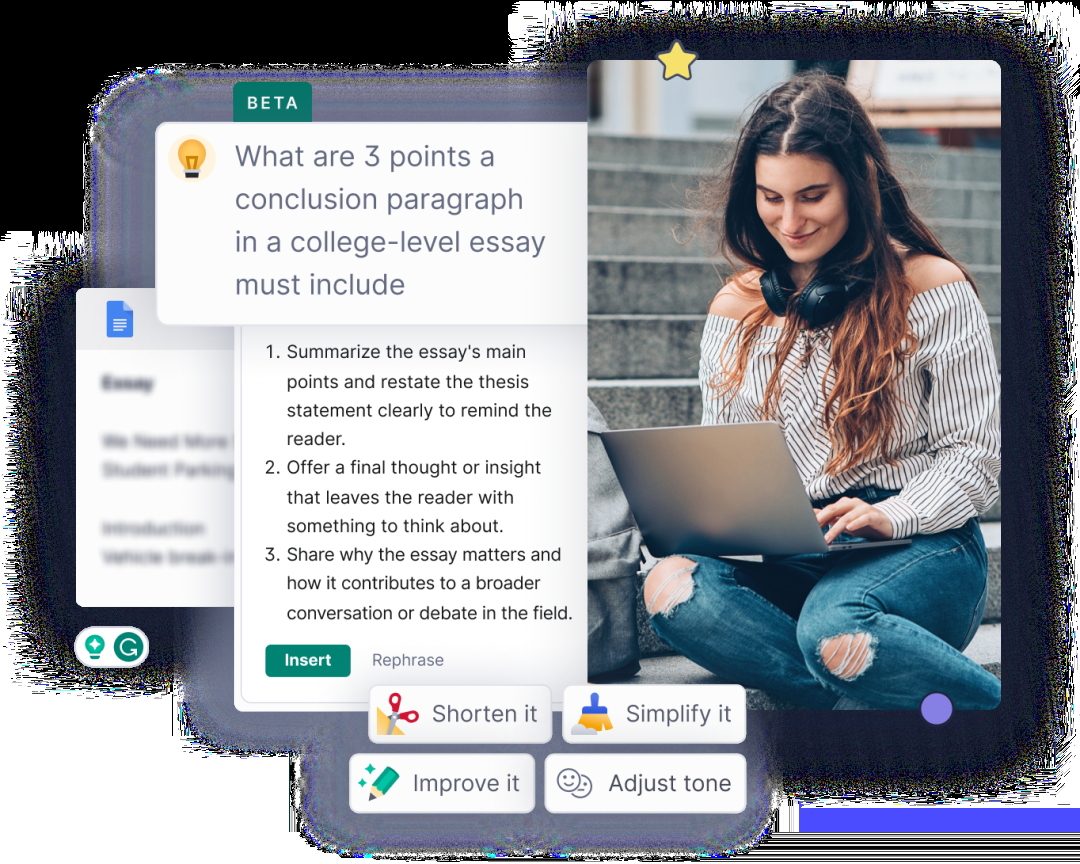 BETA
What are 3 points a
conclusion paragraph
in a college-level essay
must include
Essay
We Need More
Student Parking
Introduction
Vehicle break-
1. Summarize the essay's main
points and restate the thesis
statement clearly to remind the
reader.
2. Offer a final thought or insight
that leaves the reader with
something to think about.
3. Share why the essay matters and
how it contributes to a broader
conversation or debate in the field.
Insert
Rephrase
Shorten it
Simplify it
Improve it
Adjust tone